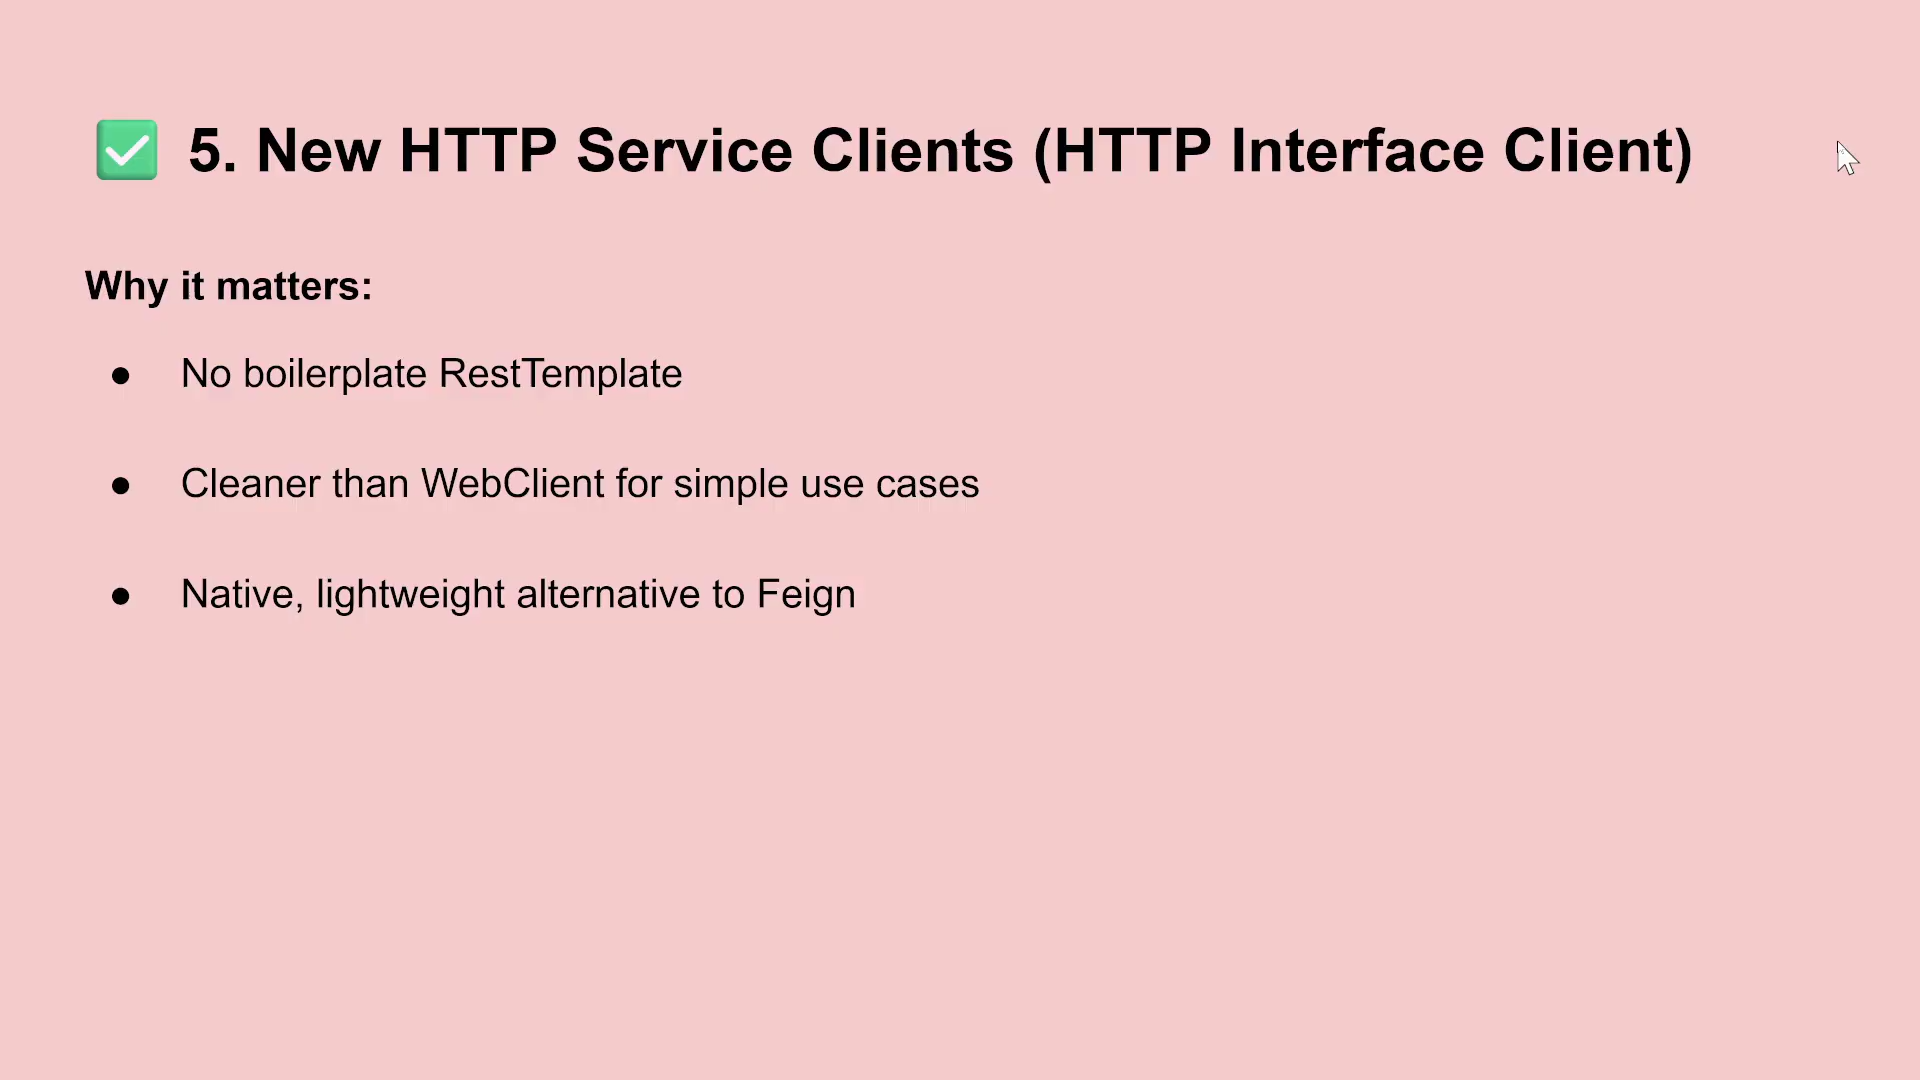 ✅ 5. New HTTP Service Clients (HTTP Interface Client)
Why it matters:
● No boilerplate RestTemplate
● Cleaner than WebClient for simple use cases
● Native, lightweight alternative to Feign